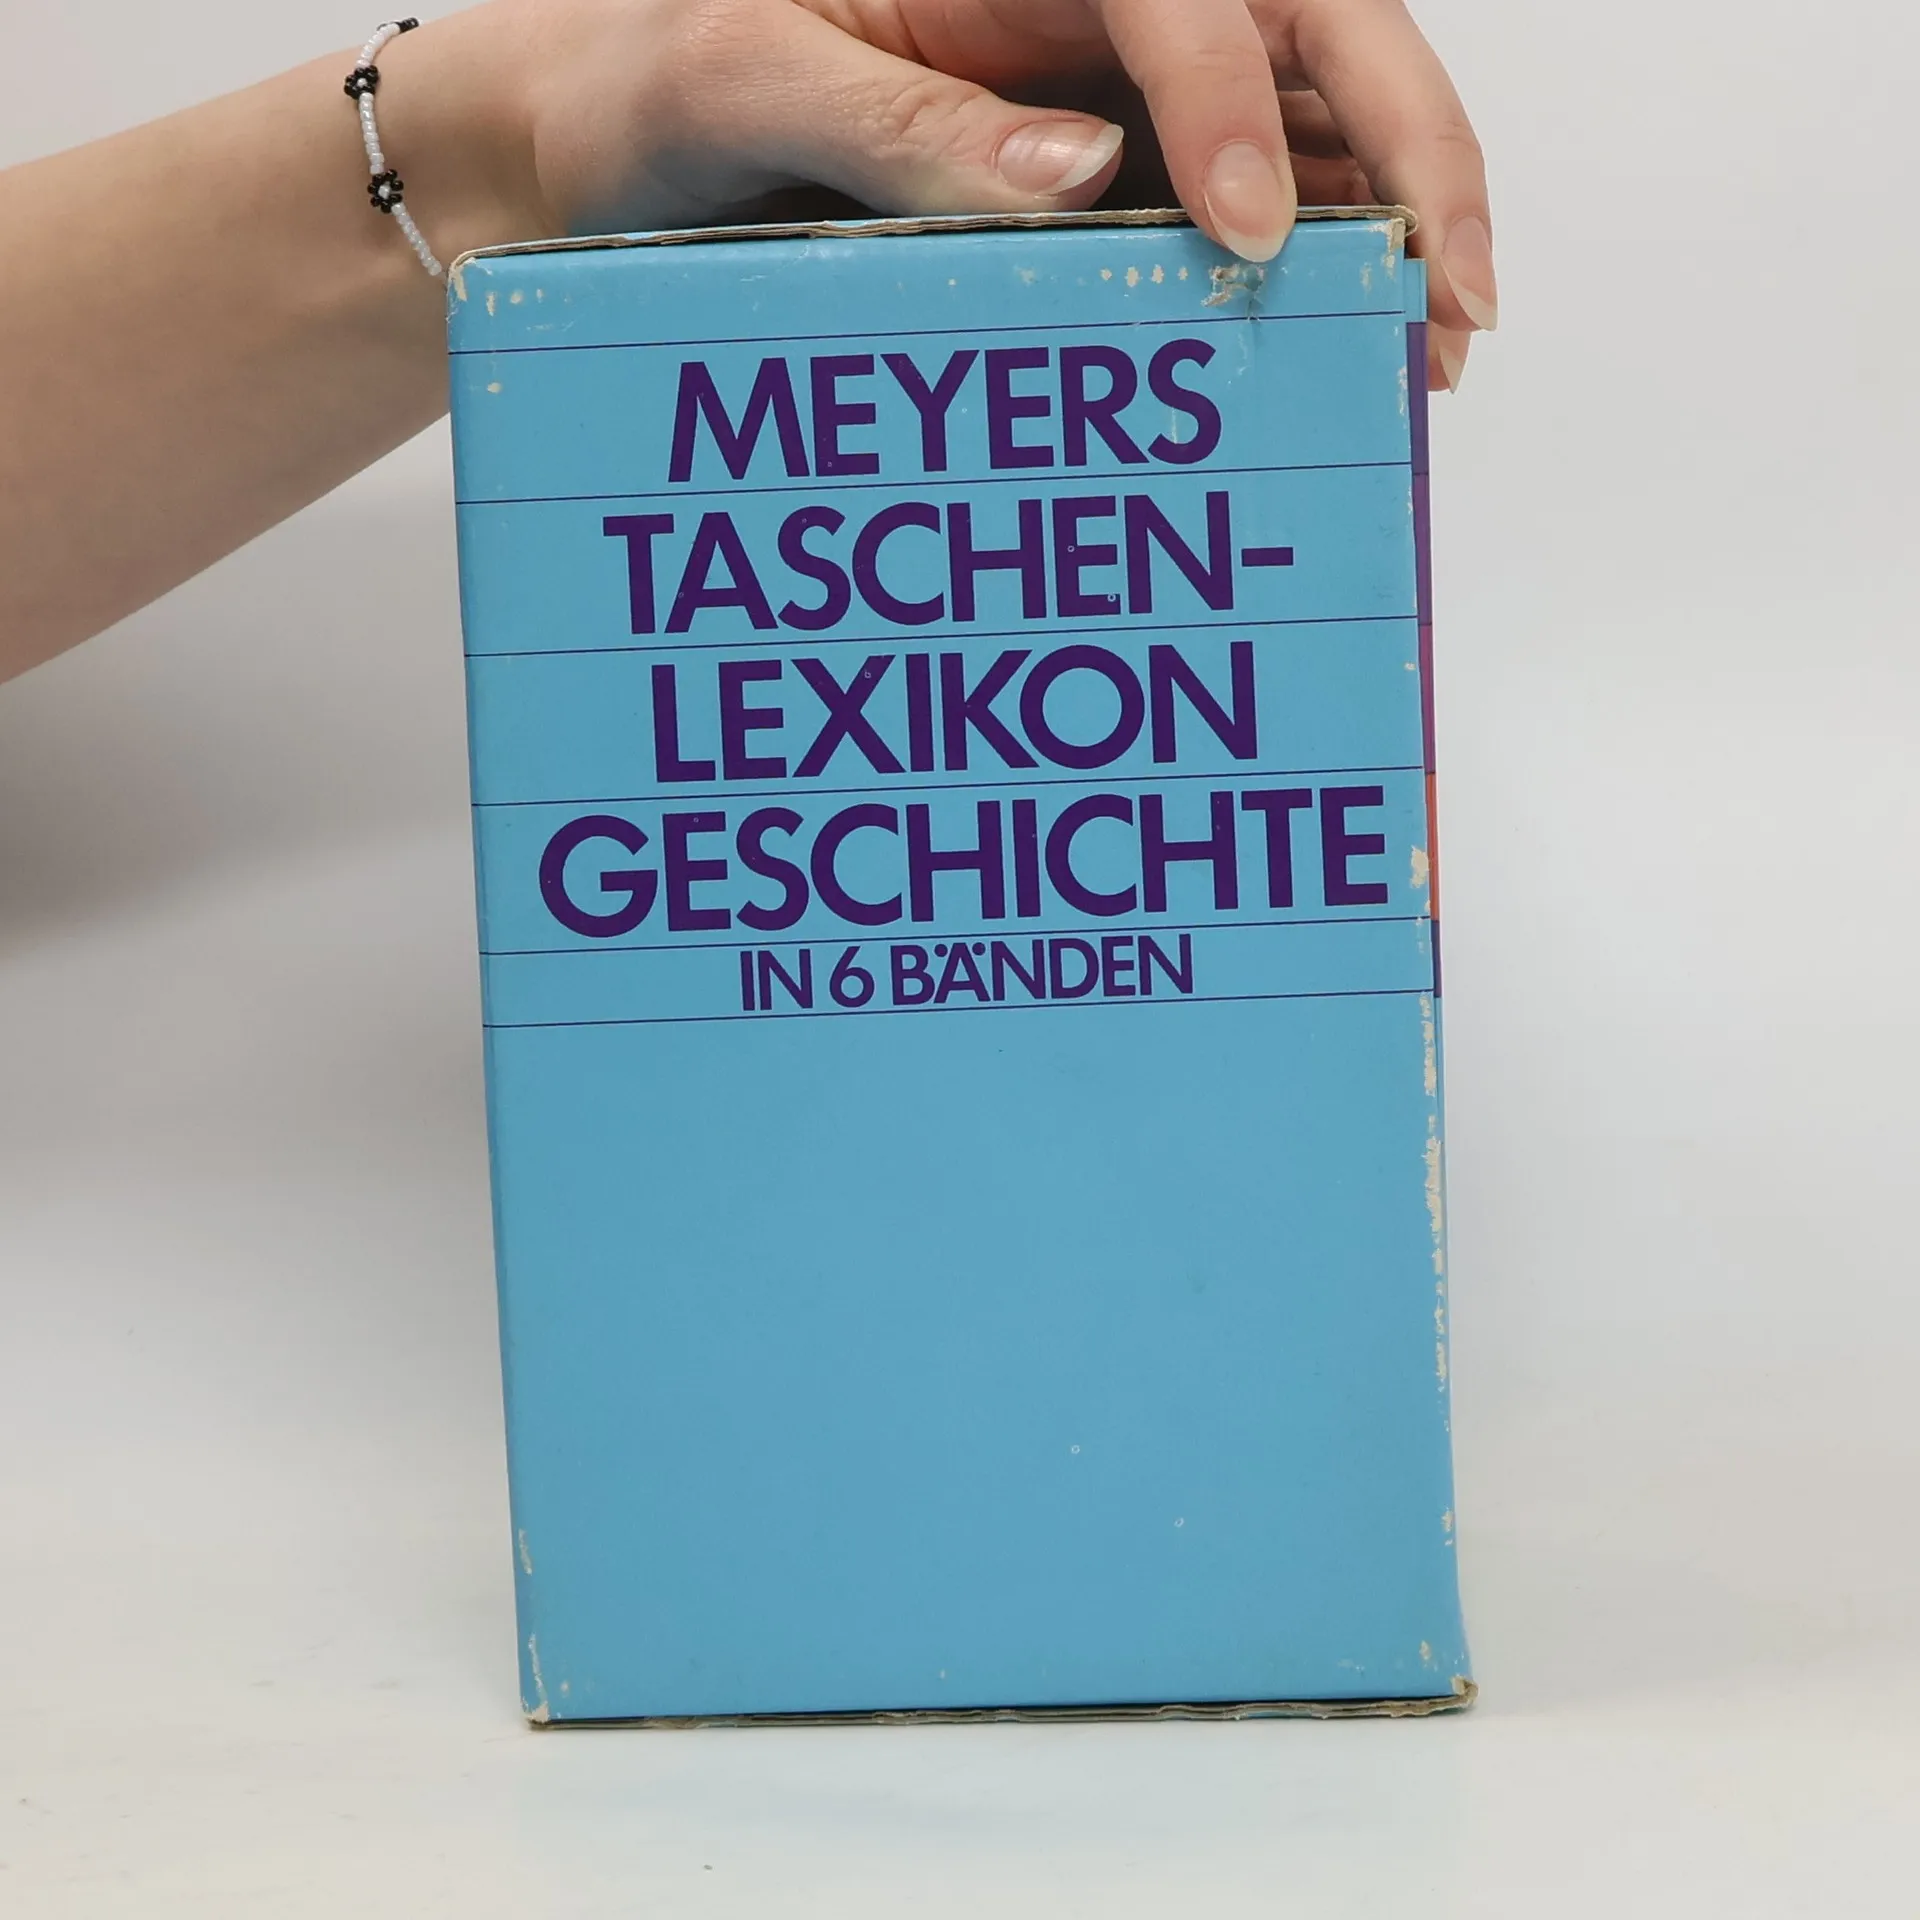 MEYERS
TASCHEN-
LEXIKON
GESCHICHTE
IN 6 BÄNDEN